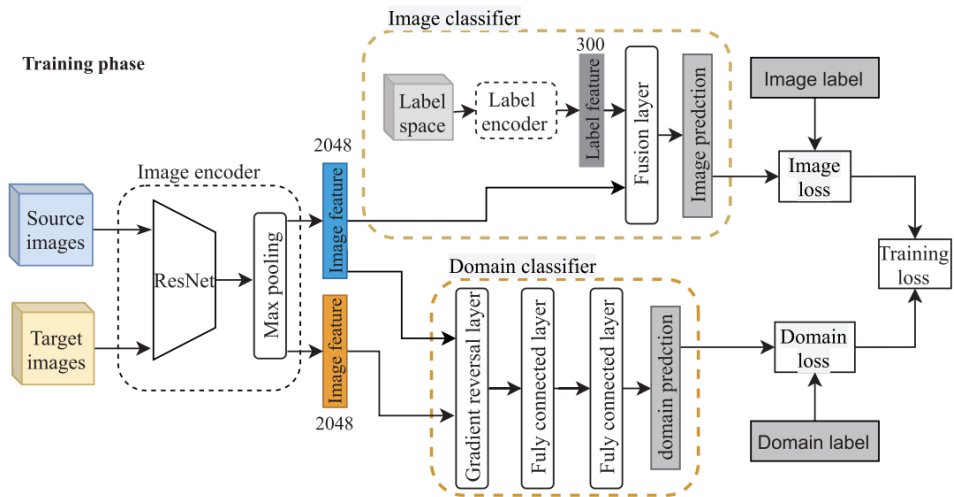 Image classifier
Training phase
300
Label
space
Label
encoder
Label feature
Fusion layer
Image predction
Image label
2048
Image encoder
Image
loss
Source
images
ResNet
Max pooling
Image feature
Domain classifier
Training
loss
Target
images
Image feature
2048
Gradient reversal layer
Fuly connected layer
Fuly connected layer
domain predction
Domain
loss
Domain label